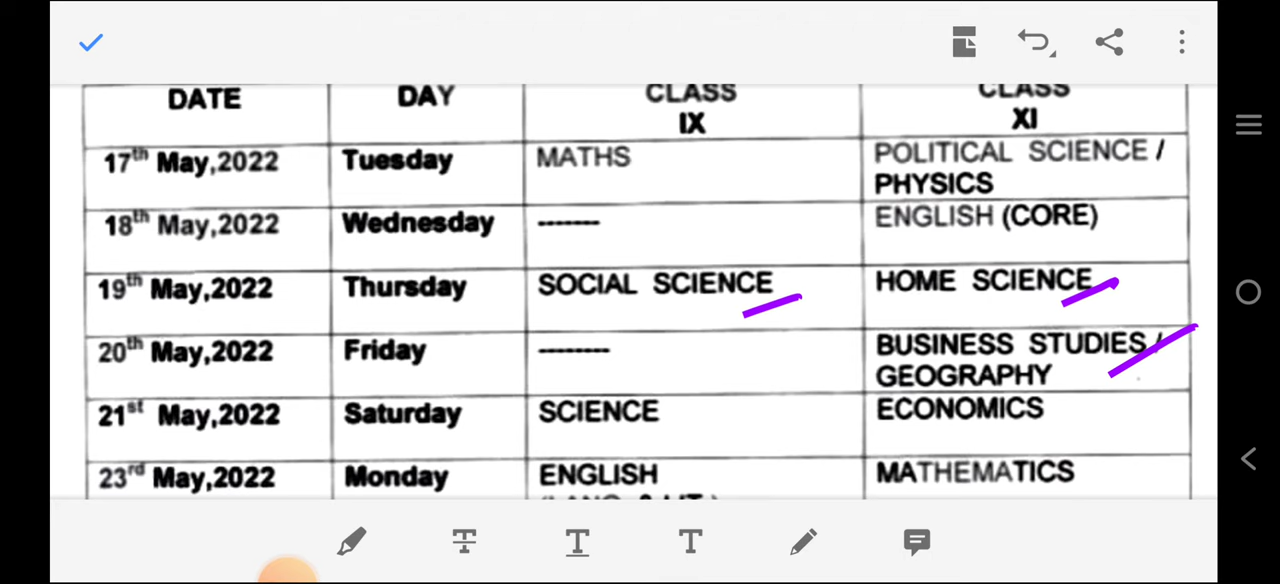 DATE DAY CLASS IX CLASS XI
17th May,2022 Tuesday MATHS POLITICAL SCIENCE /
PHYSICS
18th May,2022 Wednesday ------- ENGLISH (CORE)
19th May,2022 Thursday SOCIAL SCIENCE HOME SCIENCE
20th May,2022 Friday -------- BUSINESS STUDIES /
GEOGRAPHY
21st May,2022 Saturday SCIENCE ECONOMICS
23rd May,2022 Monday ENGLISH MATHEMATICS
T T T